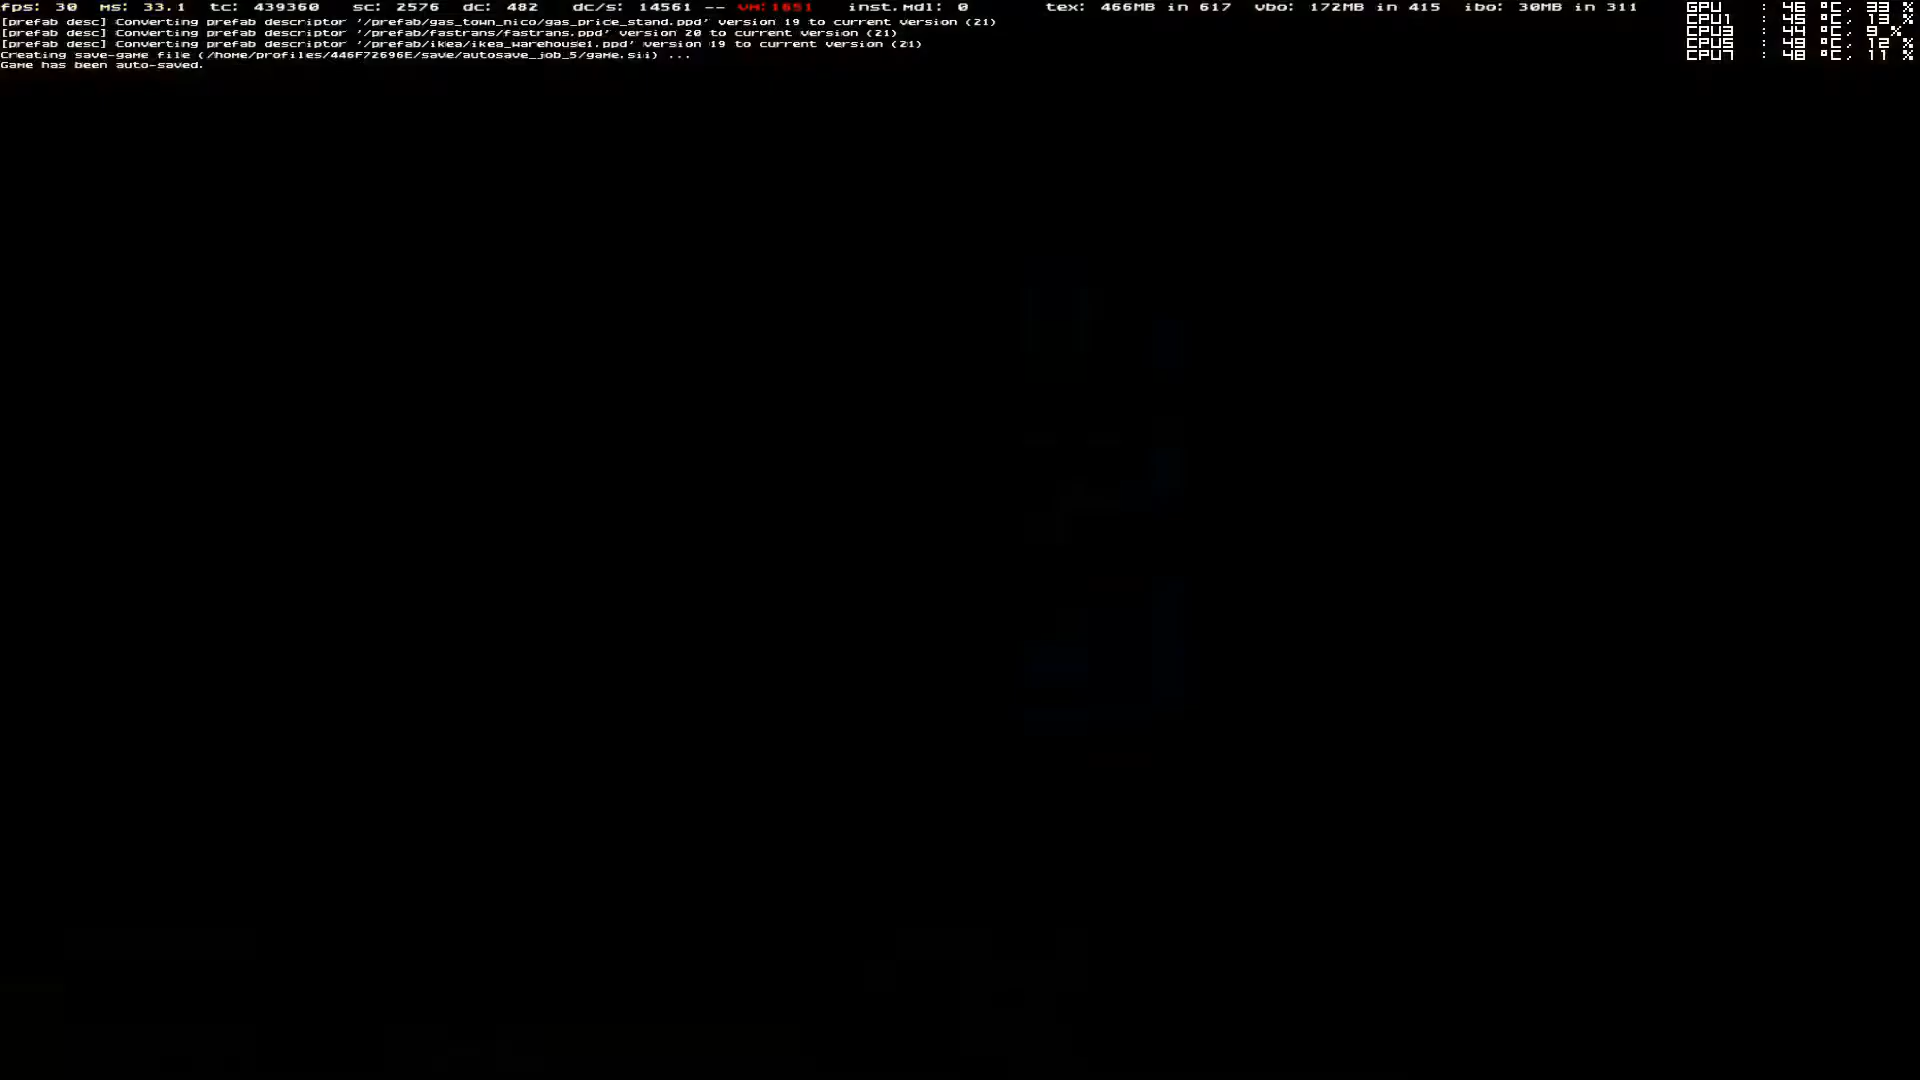 fps: 30 ms: 33.1 tc: 439360 sc: 2576 dc: 482 dc/s: 14561 -- vm:1651 inst.mdl: 0 tex: 466MB in 617 vbo: 172MB in 415 ibo: 30MB in 311
[prefab desc] Converting prefab descriptor '/prefab/gas_town_nico/gas_price_stand.ppd' version 19 to current version (21)
[prefab desc] Converting prefab descriptor '/prefab/fastrans/fastrans.ppd' version 20 to current version (21)
[prefab desc] Converting prefab descriptor '/prefab/ikea/ikea_warehouse1.ppd' version 19 to current version (21)
Creating save-game file (/home/profiles/446F72696E/save/autosave_job_5/game.sii) ...
Game has been auto-saved.
GPU : 46 °C, 33 %
CPU1 : 45 °C, 13 %
CPU3 : 44 °C, 9 %
CPU5 : 49 °C, 12 %
CPU7 : 48 °C, 11 %